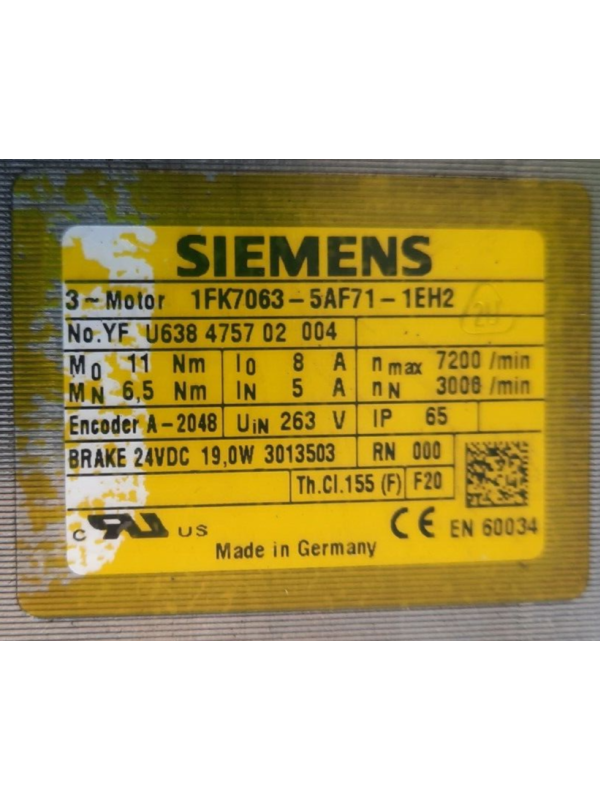 SIEMENS
3~Motor 1FK7063-5AF71-1EH2
No.YF U638 4757 02 004
M0 11 Nm I0 8 A nmax 7200 /min
MN 6,5 Nm IN 5 A nN 3000 /min
Encoder A-2048 UiN 263 V IP 65
BRAKE 24VDC 19,0W 3013503 RN 000
Th.Cl.155 (F) F20
c RU US CE EN 60034
Made in Germany